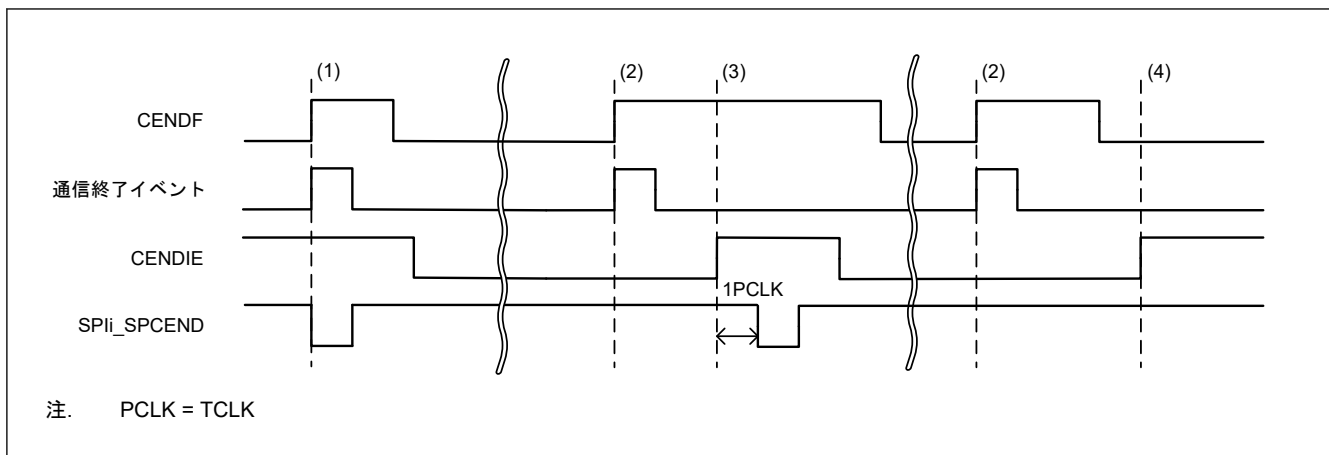 (1)
(2)
(3)
(2)
(4)
CENDF
通信終了イベント
CENDIE
1PCLK
SPIi_SPCEND
注. PCLK = TCLK